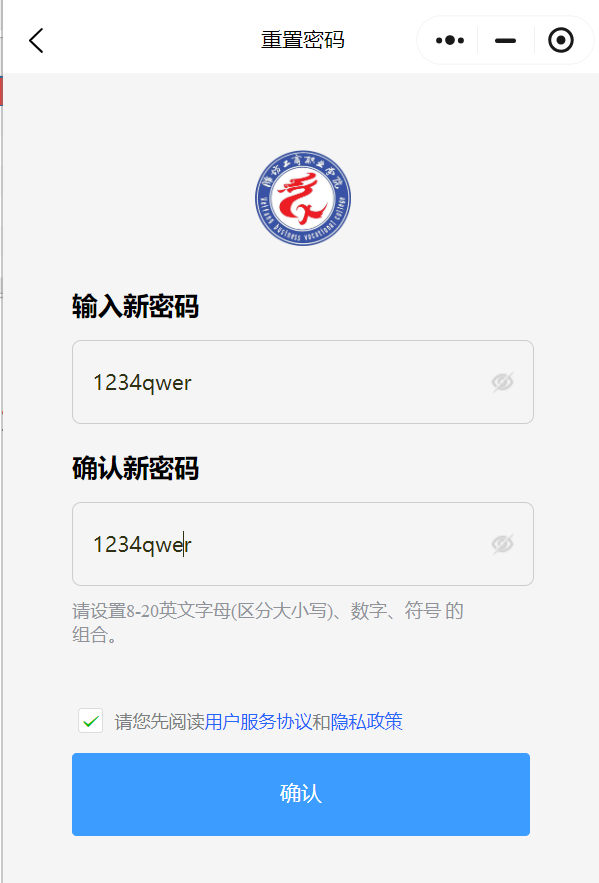 重置密码
潍坊工商职业学院
weifang business vocational college
输入新密码
1234qwer
确认新密码
1234qwer
请设置8-20英文字母(区分大小写)、数字、符号 的
组合。
请您先阅读用户服务协议和隐私政策
确认